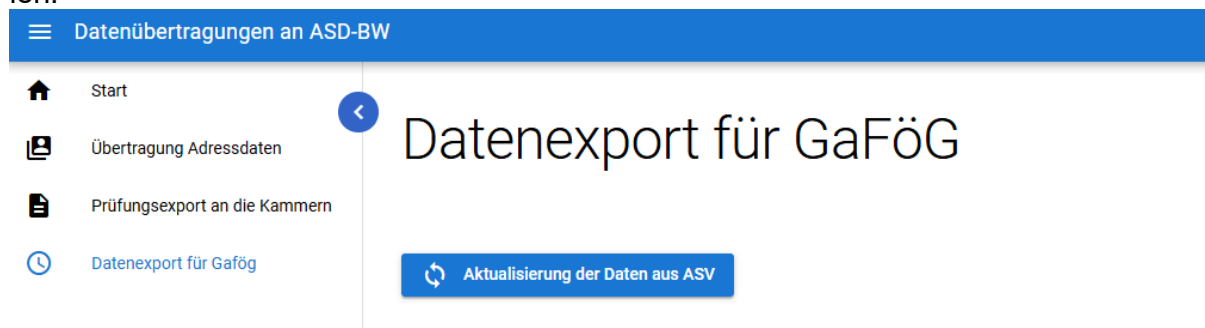 Datenübertragungen an ASD-BW
Start
Übertragung Adressdaten
Prüfungsexport an die Kammern
Datenexport für Gafög
Datenexport für GaFöG
Aktualisierung der Daten aus ASV